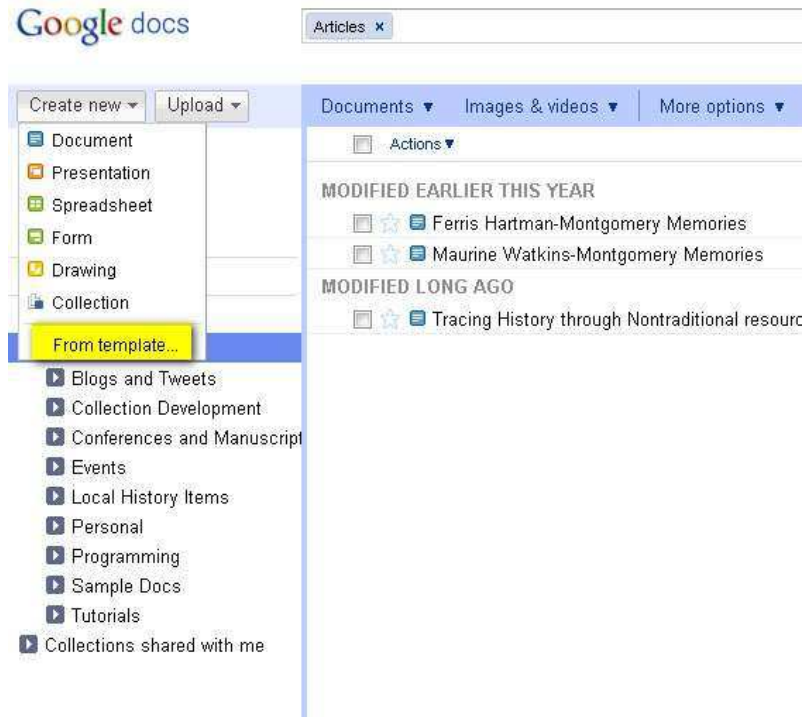 Google docs
Articles x
Create new ▾ Upload ▾
Documents ▼ Images & videos ▼ More options ▼
Document
Presentation
Spreadsheet
Form
Drawing
Collection
From template...
Blogs and Tweets
Collection Development
Conferences and Manuscript
Events
Local History Items
Personal
Programming
Sample Docs
Tutorials
Collections shared with me
Actions ▼
MODIFIED EARLIER THIS YEAR
Ferris Hartman-Montgomery Memories
Maurine Watkins-Montgomery Memories
MODIFIED LONG AGO
Tracing History through Nontraditional resourc